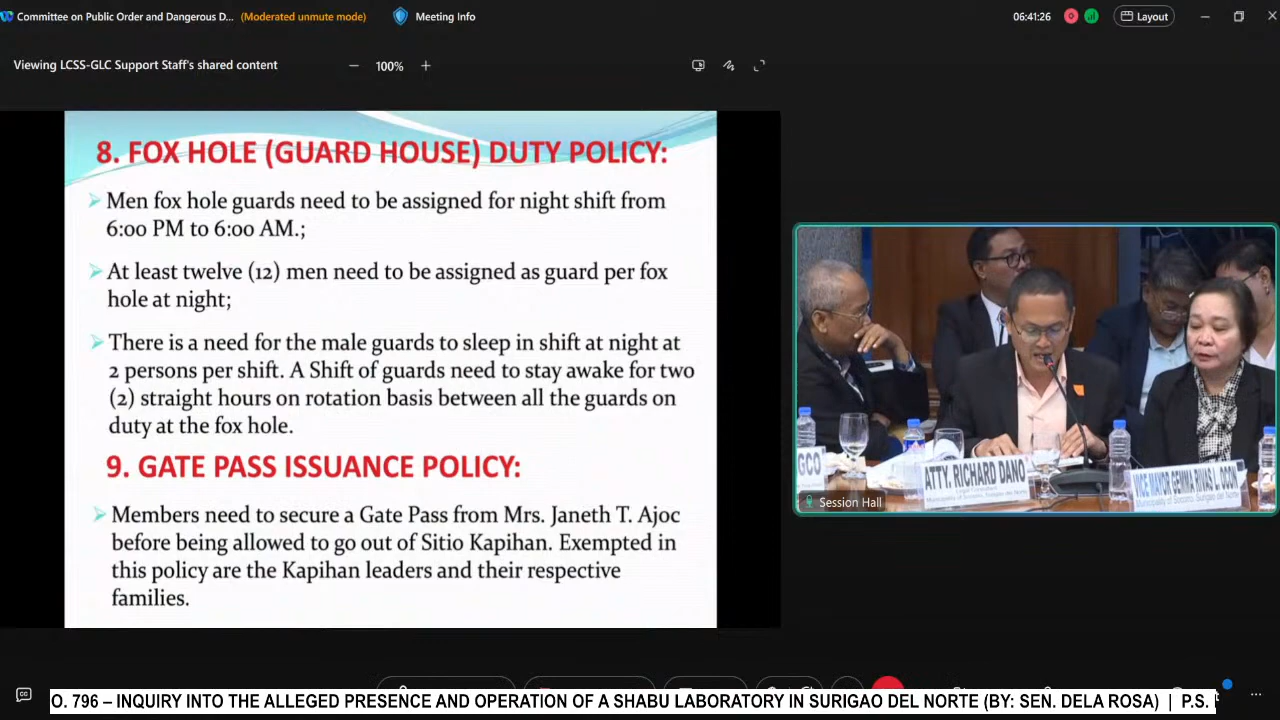 Committee on Public Order and Dangerous D... (Moderated unmute mode) Meeting Info 06:41:26 Layout
Viewing LCSS-GLC Support Staff's shared content 100%
8. FOX HOLE (GUARD HOUSE) DUTY POLICY:
Men fox hole guards need to be assigned for night shift from
6:00 PM to 6:00 AM.;
At least twelve (12) men need to be assigned as guard per fox
hole at night;
There is a need for the male guards to sleep in shift at night at
2 persons per shift. A Shift of guards need to stay awake for two
(2) straight hours on rotation basis between all the guards on
duty at the fox hole.
9. GATE PASS ISSUANCE POLICY:
Members need to secure a Gate Pass from Mrs. Janeth T. Ajoc
before being allowed to go out of Sitio Kapihan. Exempted in
this policy are the Kapihan leaders and their respective
families.
GCO
ATTY. RICHARD DANO
VICE MAYOR GEMMA RIVAS L. OCON
Session Hall
O. 796 – INQUIRY INTO THE ALLEGED PRESENCE AND OPERATION OF A SHABU LABORATORY IN SURIGAO DEL NORTE (BY: SEN. DELA ROSA) | P.S.